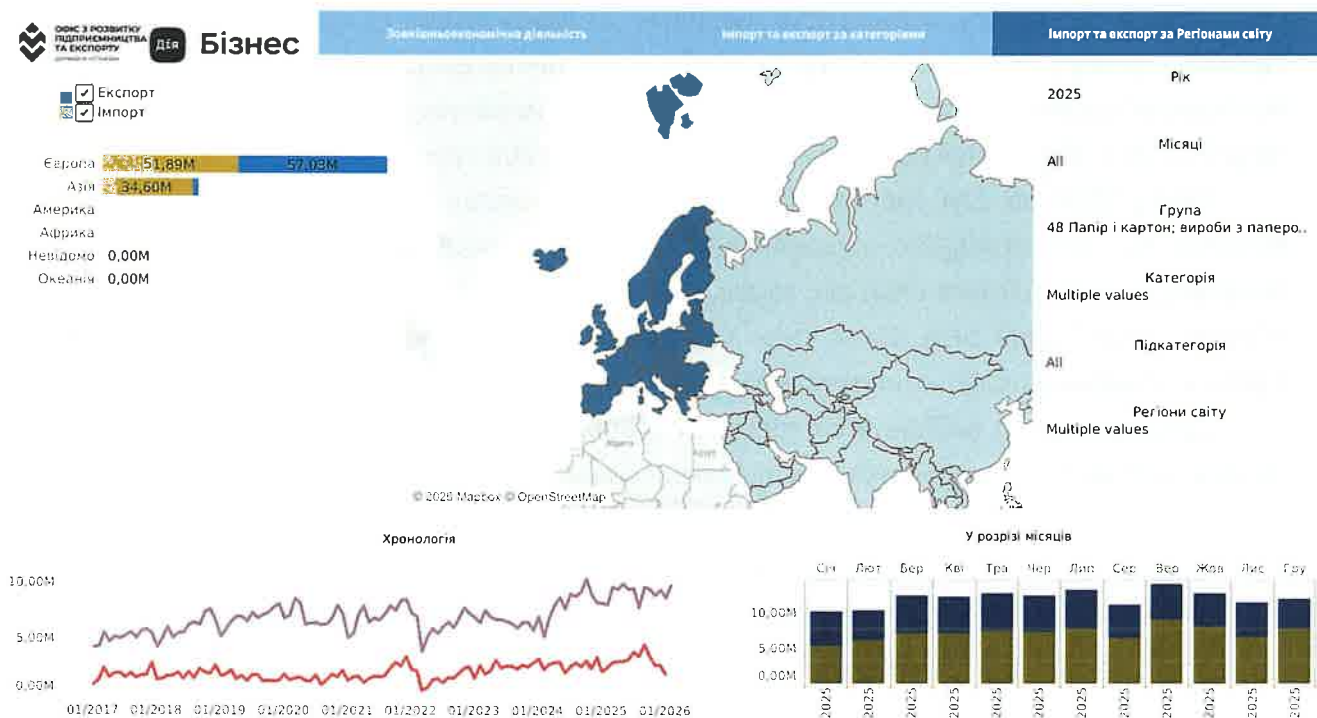 ОФІС З РОЗВИТКУ
ПІДПРИЄМНИЦТВА
ТА ЕКСПОРТУ
Дія
Бізнес
Зовнішньоекономічна діяльність
Імпорт та експорт за категоріями
Імпорт та експорт за Регіонами світу
Експорт
Імпорт
Європа 51,89M 57,03M
Азія 34,60M
Америка
Африка
Невідомо 0,00M
Океанія 0,00M
Рік
2025
Місяці
All
Група
48 Папір і картон; вироби з паперо..
Категорія
Multiple values
Підкатегорія
All
Регіони світу
Multiple values
Algeria
Egypt
© 2025 Mapbox © OpenStreetMap
Хронологія
10,00M
5,00M
0,00M
01/2017 01/2018 01/2019 01/2020 01/2021 01/2022 01/2023 01/2024 01/2025 01/2026
У розрізі місяців
Січ Лют Бер Кві Тра Чер Лип Сер Вер Жов Лис Гру
10,00M
5,00M
0,00M
2025 2025 2025 2025 2025 2025 2025 2025 2025 2025 2025 2025